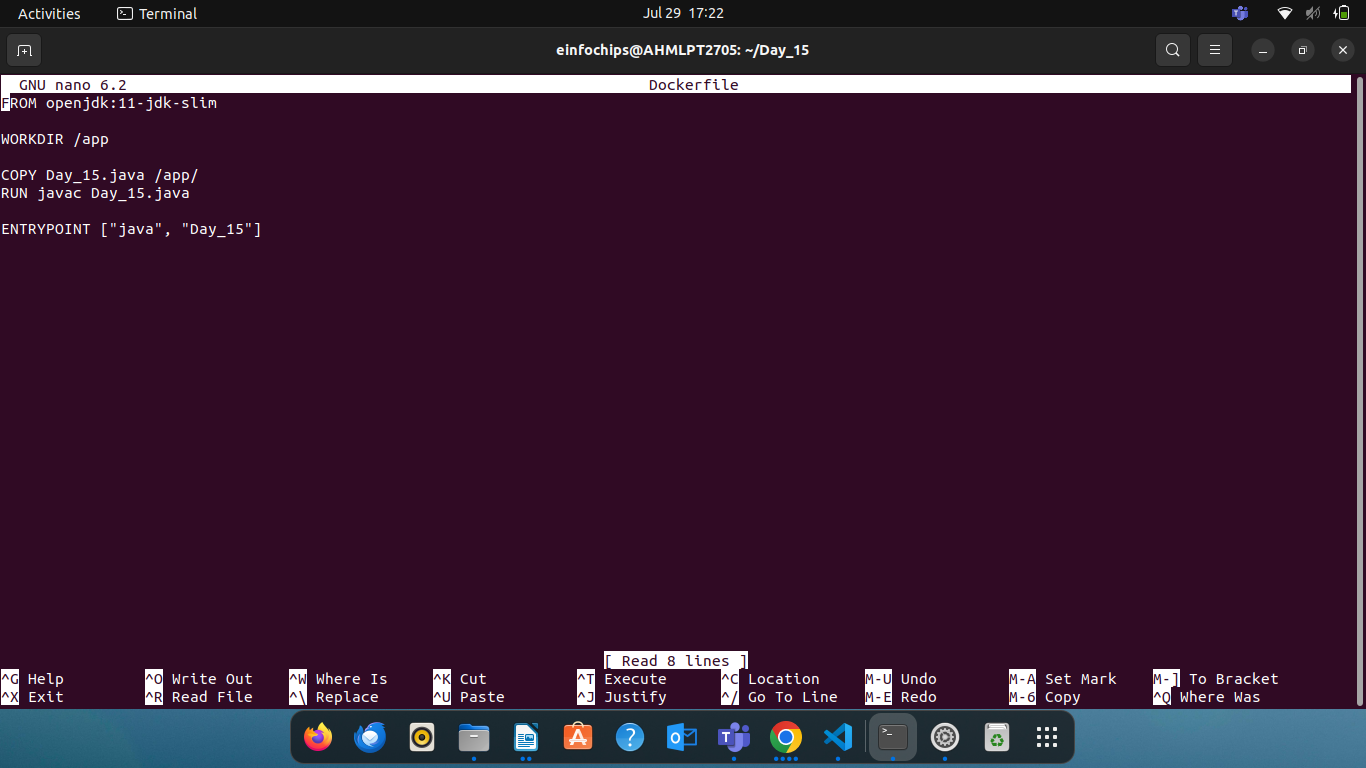 Activities Terminal Jul 29 17:22
einfochips@AHMLPT2705: ~/Day_15
GNU nano 6.2 Dockerfile
FROM openjdk:11-jdk-slim
WORKDIR /app
COPY Day_15.java /app/
RUN javac Day_15.java
ENTRYPOINT ["java", "Day_15"]
[ Read 8 lines ]
^G Help ^O Write Out ^W Where Is ^K Cut ^T Execute ^C Location M-U Undo M-A Set Mark M-] To Bracket
^X Exit ^R Read File ^\ Replace ^U Paste ^J Justify ^/ Go To Line M-E Redo M-6 Copy ^Q Where Was